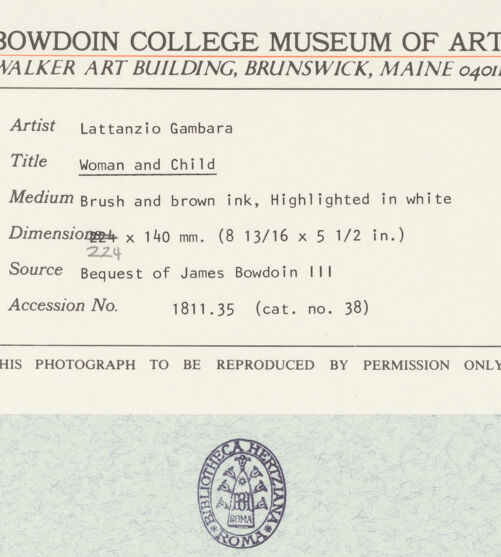 BOWDOIN COLLEGE MUSEUM OF ART
WALKER ART BUILDING, BRUNSWICK, MAINE 04011
Artist Lattanzio Gambara
Title Woman and Child
Medium Brush and brown ink, Highlighted in white
Dimensions 224 x 140 mm. (8 13/16 x 5 1/2 in.)
224
Source Bequest of James Bowdoin III
Accession No. 1811.35 (cat. no. 38)
HIS PHOTOGRAPH TO BE REPRODUCED BY PERMISSION ONLY
BIBLIOTHECA HERTZIANA
ROMA
*ROMA*